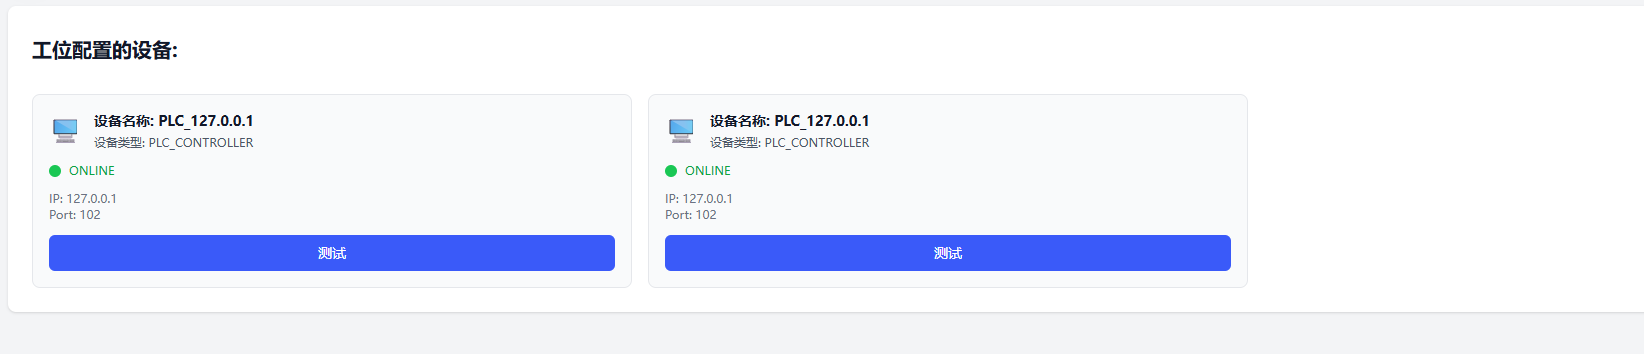 工位配置的设备:
设备名称: PLC_127.0.0.1
设备类型: PLC_CONTROLLER
ONLINE
IP: 127.0.0.1
Port: 102
测试
设备名称: PLC_127.0.0.1
设备类型: PLC_CONTROLLER
ONLINE
IP: 127.0.0.1
Port: 102
测试